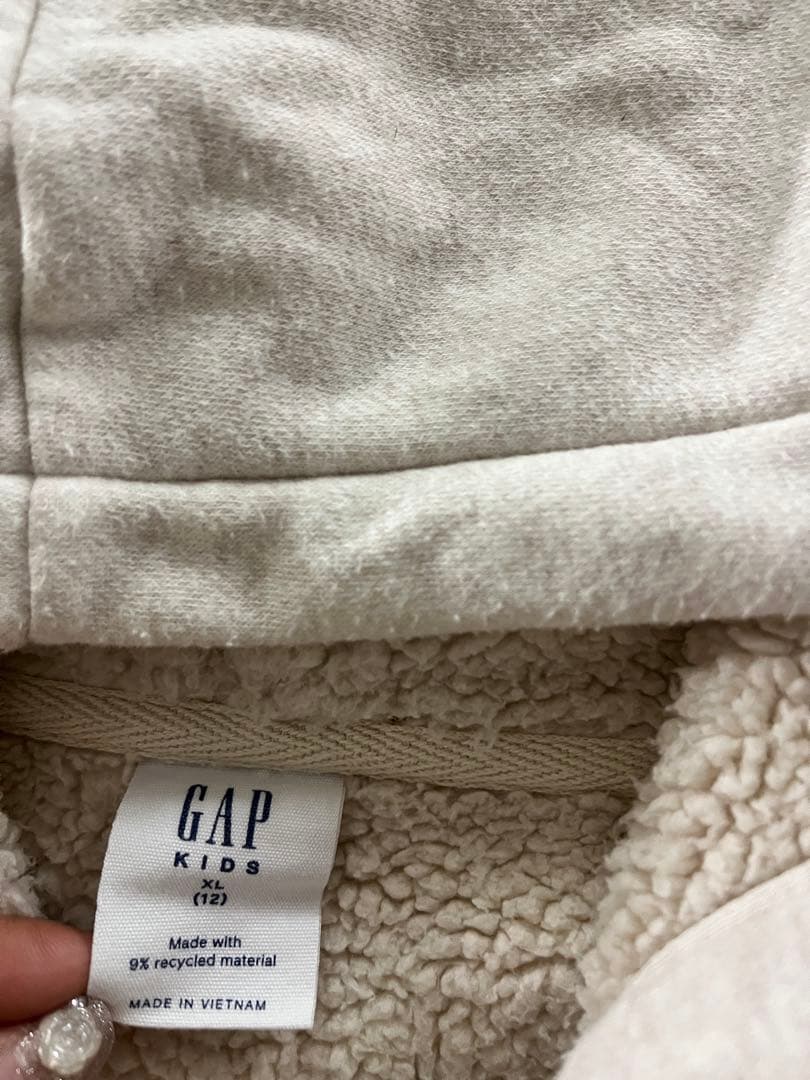 GAP
KIDS
XL
(12)
Made with
9% recycled material
MADE IN VIETNAM